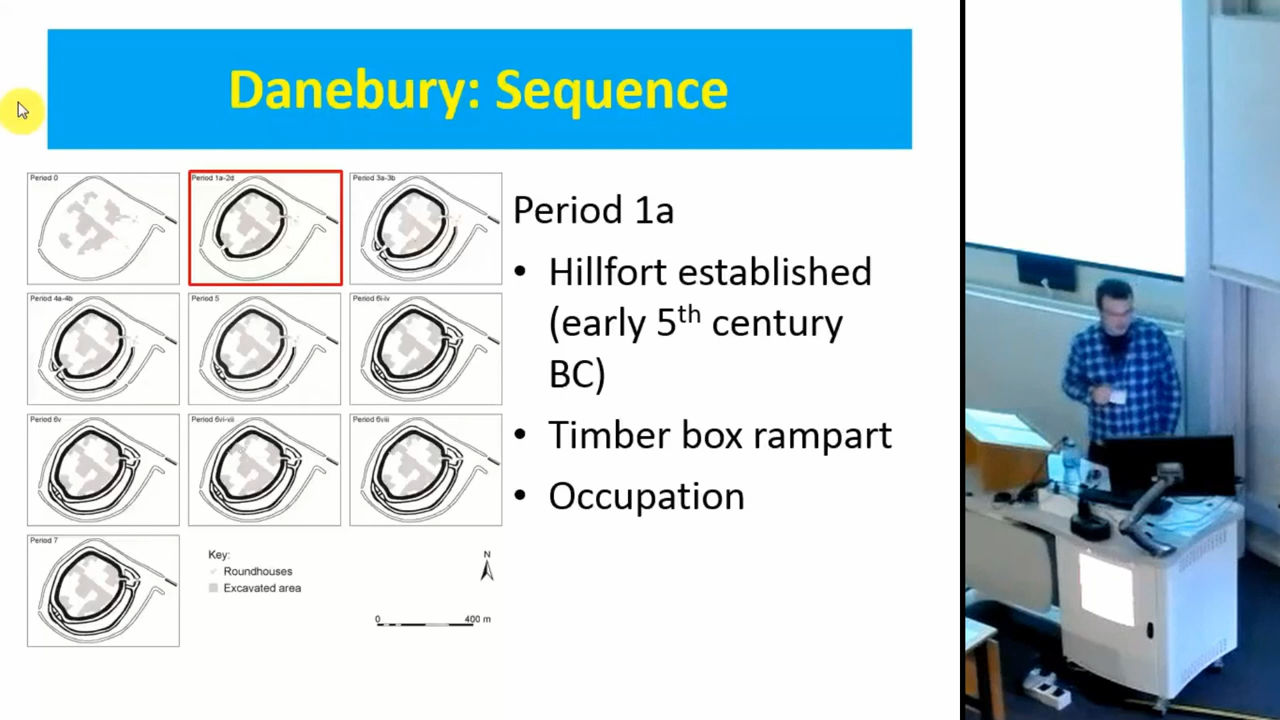 Danebury: Sequence
Period 0
Period 1a-2d
Period 3a-3b
Period 4a-4b
Period 5
Period 6i-iv
Period 6v
Period 6vi-vii
Period 6viii
Period 7
Key:
Roundhouses
Excavated area
N
0 400 m
Period 1a
• Hillfort established
(early 5th century
BC)
• Timber box rampart
• Occupation